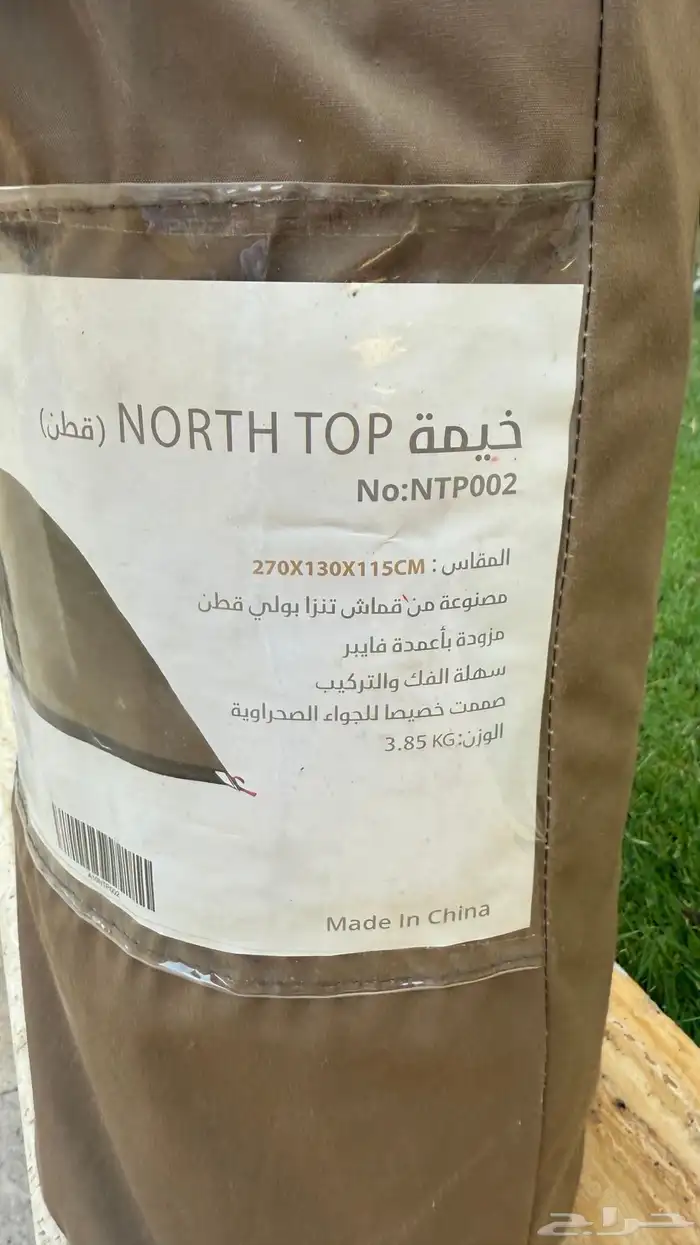 خيمة NORTH TOP (قطن)
No:NTP002
المقاس : 270X130X115CM
مصنوعة من قماش تنزا بولي قطن
مزودة بأعمدة فايبر
سهلة الفك والتركيب
صممت خصيصا للجواء الصحراوية
الوزن:3.85 KG
Made In China
حراج